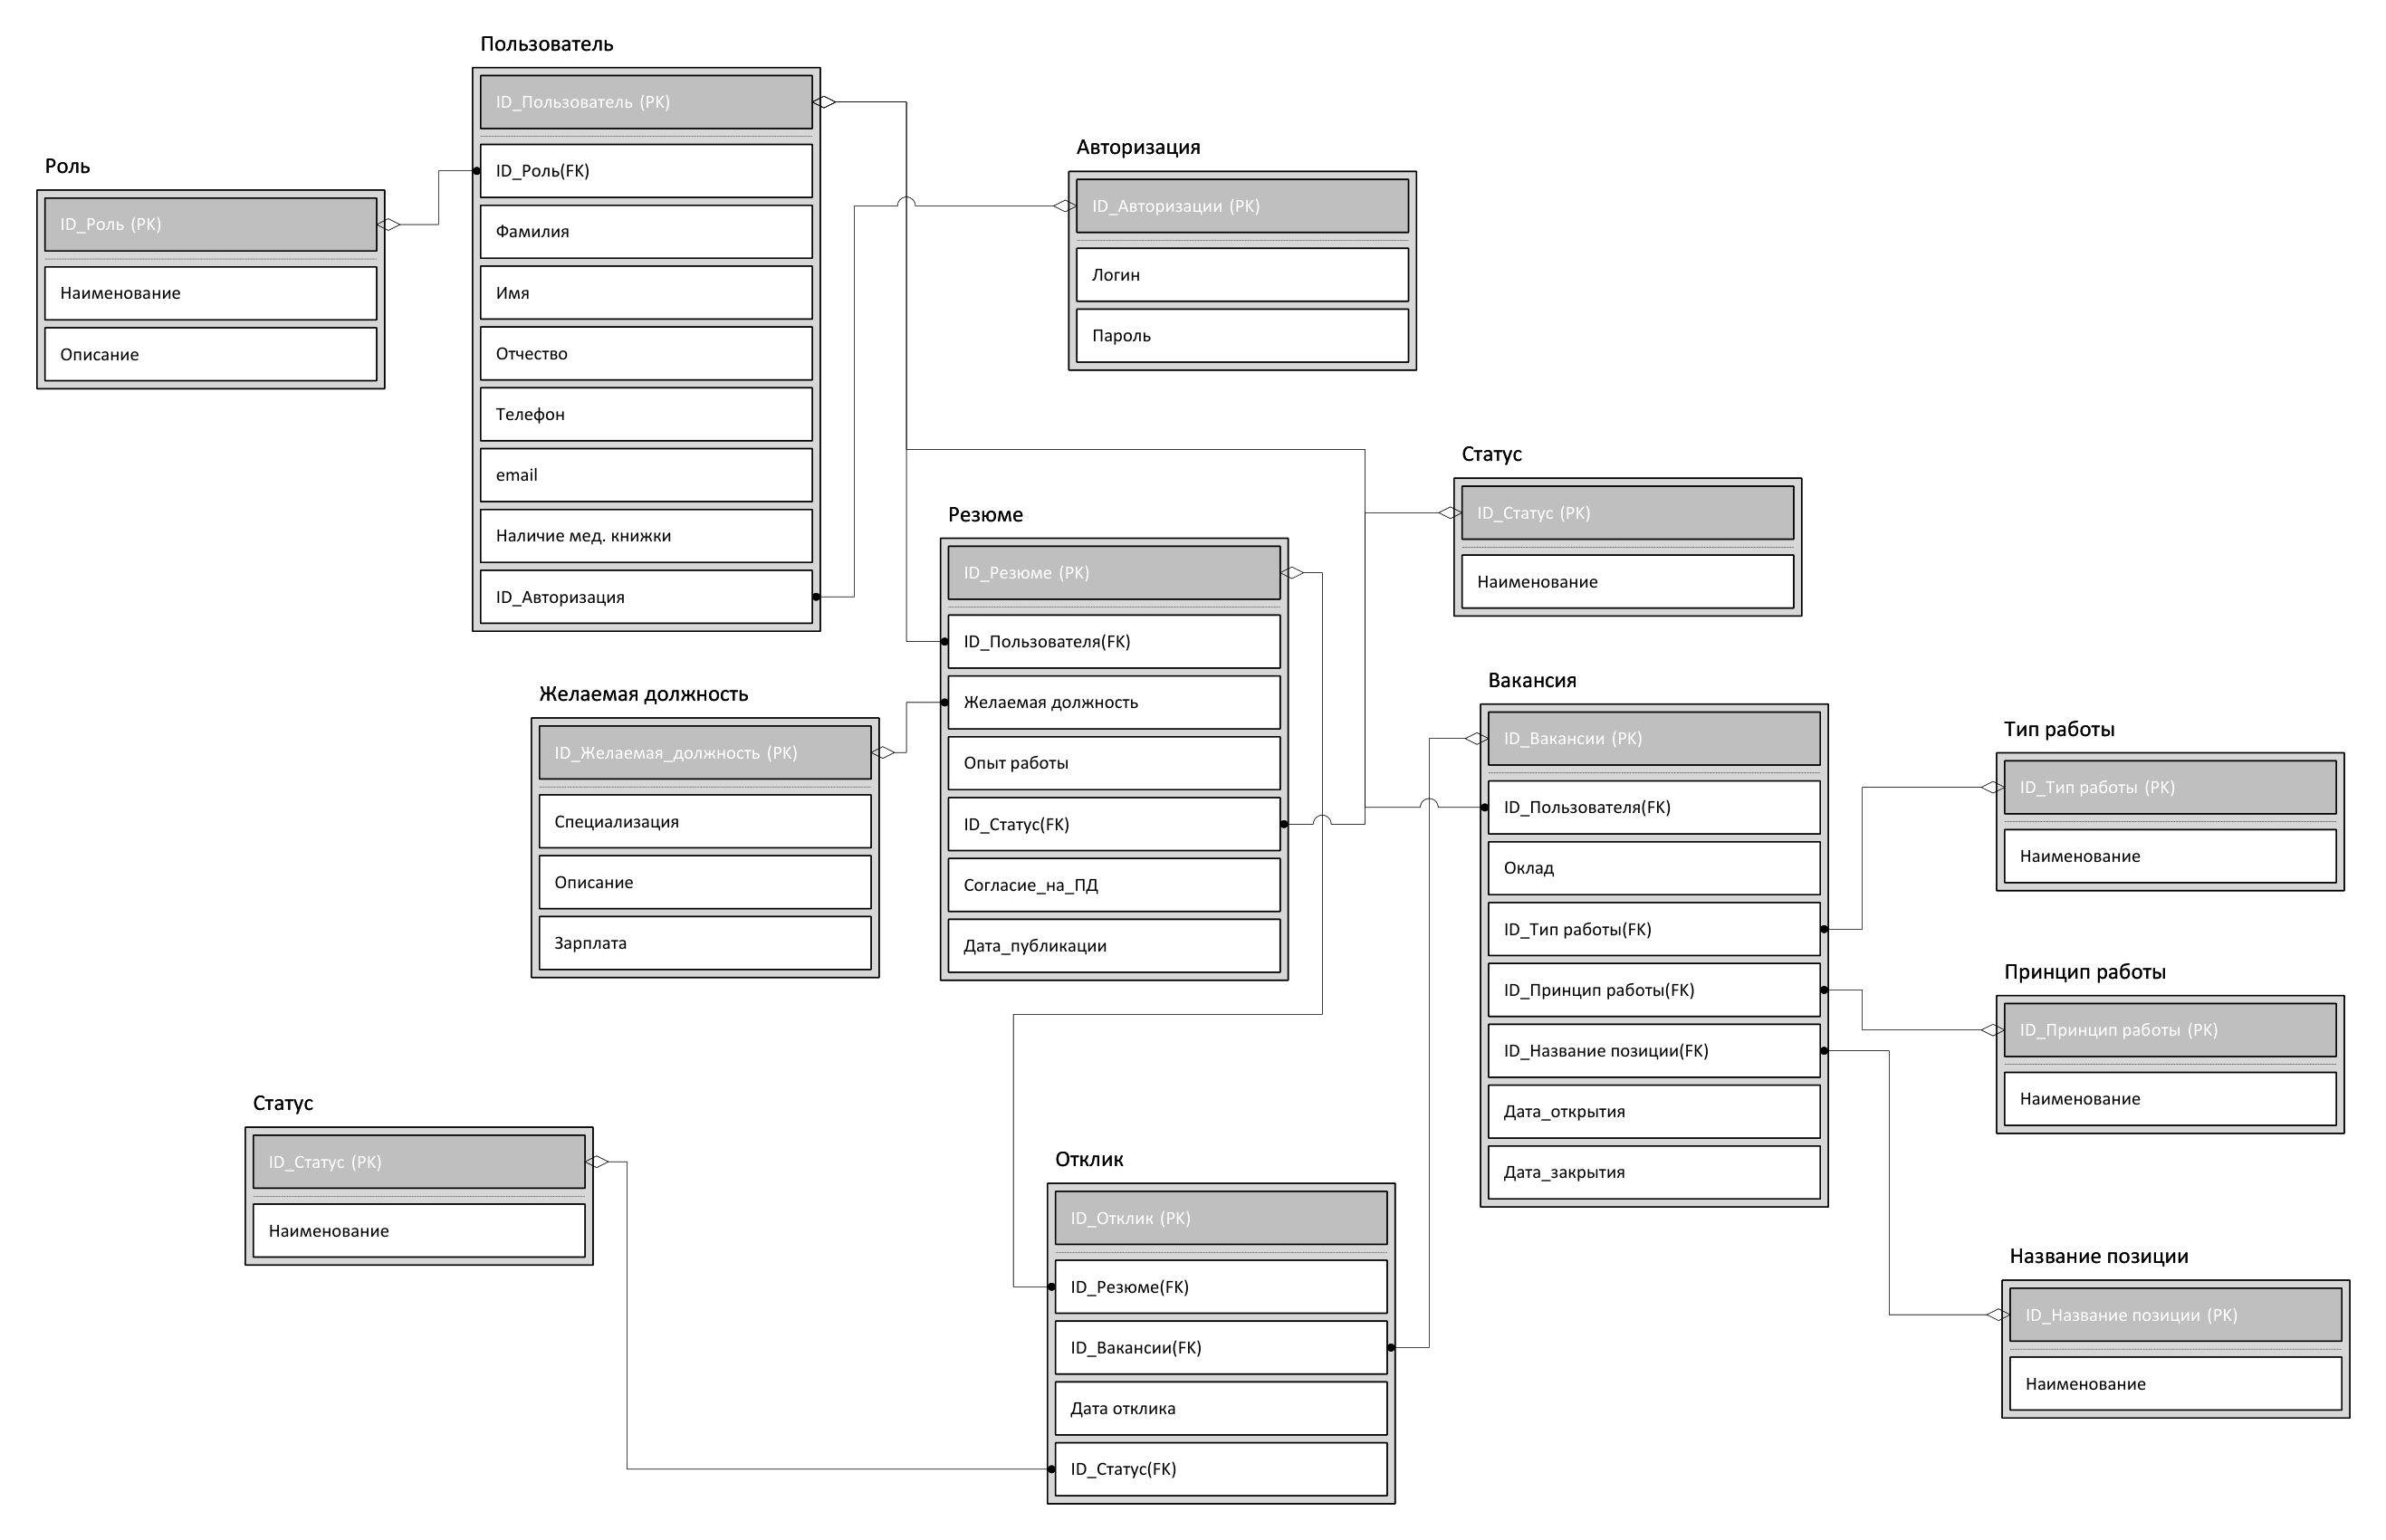 Пользователь
ID_Пользователь (PK)
ID_Роль(FK)
Фамилия
Имя
Отчество
Телефон
email
Наличие мед. книжки
ID_Авторизация
Роль
ID_Роль (PK)
Наименование
Описание
Авторизация
ID_Авторизации (PK)
Логин
Пароль
Статус
ID_Статус (PK)
Наименование
Резюме
ID_Резюме (PK)
ID_Пользователя(FK)
Желаемая должность
Опыт работы
ID_Статус(FK)
Согласие_на_ПД
Дата_публикации
Желаемая должность
ID_Желаемая_должность (PK)
Специализация
Описание
Зарплата
Вакансия
ID_Вакансии (PK)
ID_Пользователя(FK)
Оклад
ID_Тип работы(FK)
ID_Принцип работы(FK)
ID_Название позиции(FK)
Дата_открытия
Дата_закрытия
Тип работы
ID_Тип работы (PK)
Наименование
Принцип работы
ID_Принцип работы (PK)
Наименование
Название позиции
ID_Название позиции (PK)
Наименование
Статус
ID_Статус (PK)
Наименование
Отклик
ID_Отклик (PK)
ID_Резюме(FK)
ID_Вакансии(FK)
Дата отклика
ID_Статус(FK)